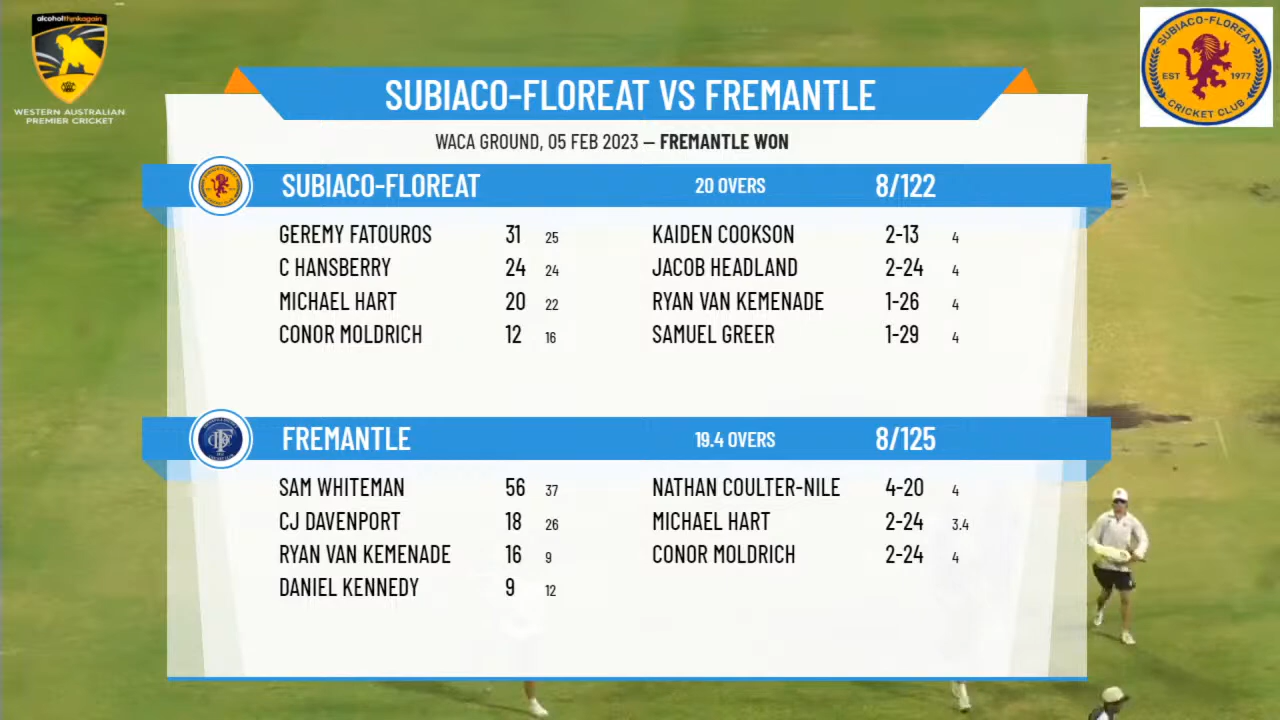 alcoholthinkagain
WESTERN AUSTRALIAN
PREMIER CRICKET
SUBIACO-FLOREAT
EST 1977
CRICKET CLUB
SUBIACO-FLOREAT VS FREMANTLE
WACA GROUND, 05 FEB 2023 – FREMANTLE WON
SUBIACO-FLOREAT 20 OVERS 8/122
GEREMY FATOUROS 31 25 KAIDEN COOKSON 2-13 4
C HANSBERRY 24 24 JACOB HEADLAND 2-24 4
MICHAEL HART 20 22 RYAN VAN KEMENADE 1-26 4
CONOR MOLDRICH 12 16 SAMUEL GREER 1-29 4
FREMANTLE 19.4 OVERS 8/125
SAM WHITEMAN 56 37 NATHAN COULTER-NILE 4-20 4
CJ DAVENPORT 18 26 MICHAEL HART 2-24 3.4
RYAN VAN KEMENADE 16 9 CONOR MOLDRICH 2-24 4
DANIEL KENNEDY 9 12